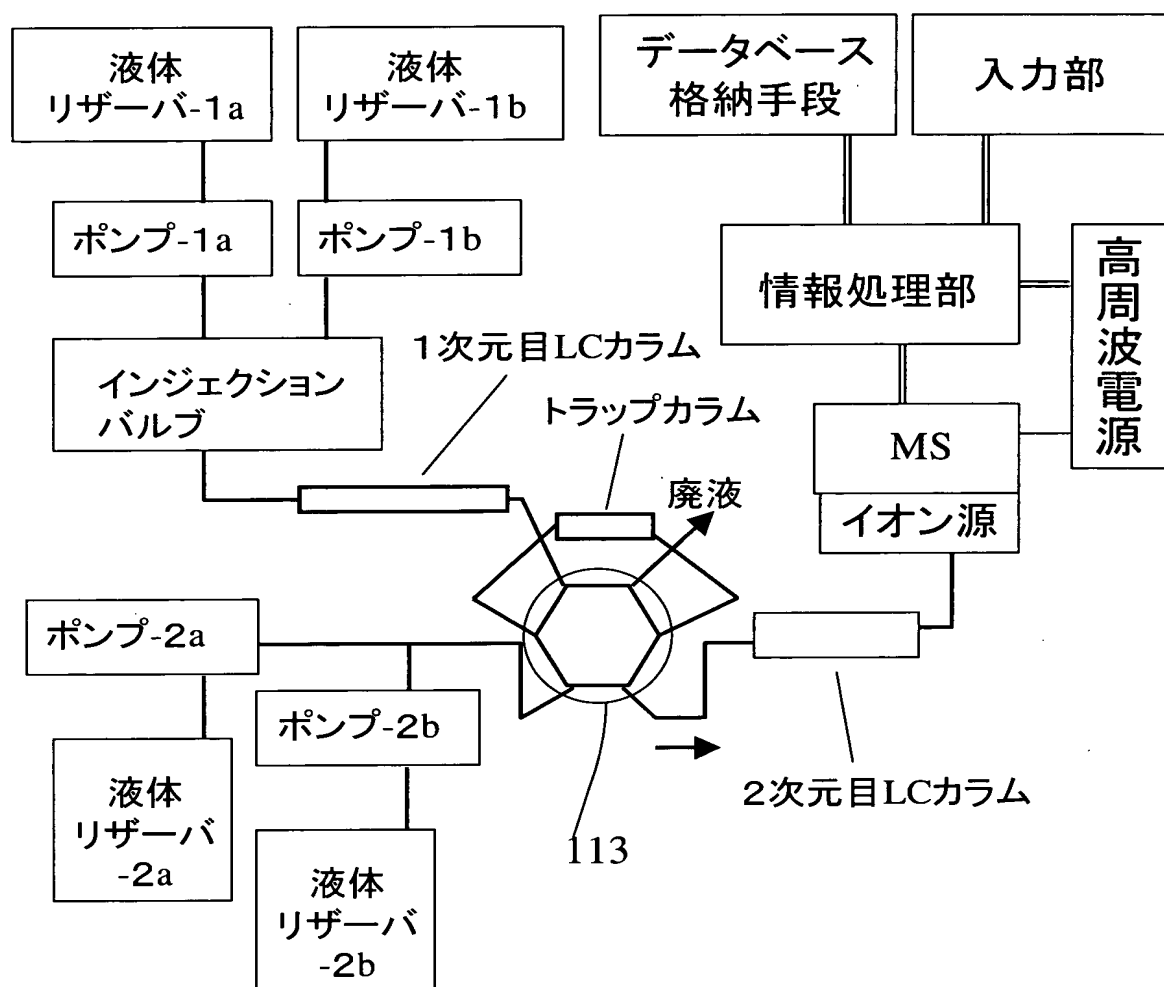 液体
リザーバ-1a
液体
リザーバ-1b
データベース
格納手段
入力部
ポンプ-1a
ポンプ-1b
情報処理部
高周波電源
インジェクション
バルブ
1次元目LCカラム
トラップカラム
MS
イオン源
廃液
ポンプ-2a
ポンプ-2b
液体
リザーバ
-2a
液体
リザーバ
-2b
113
2次元目LCカラム